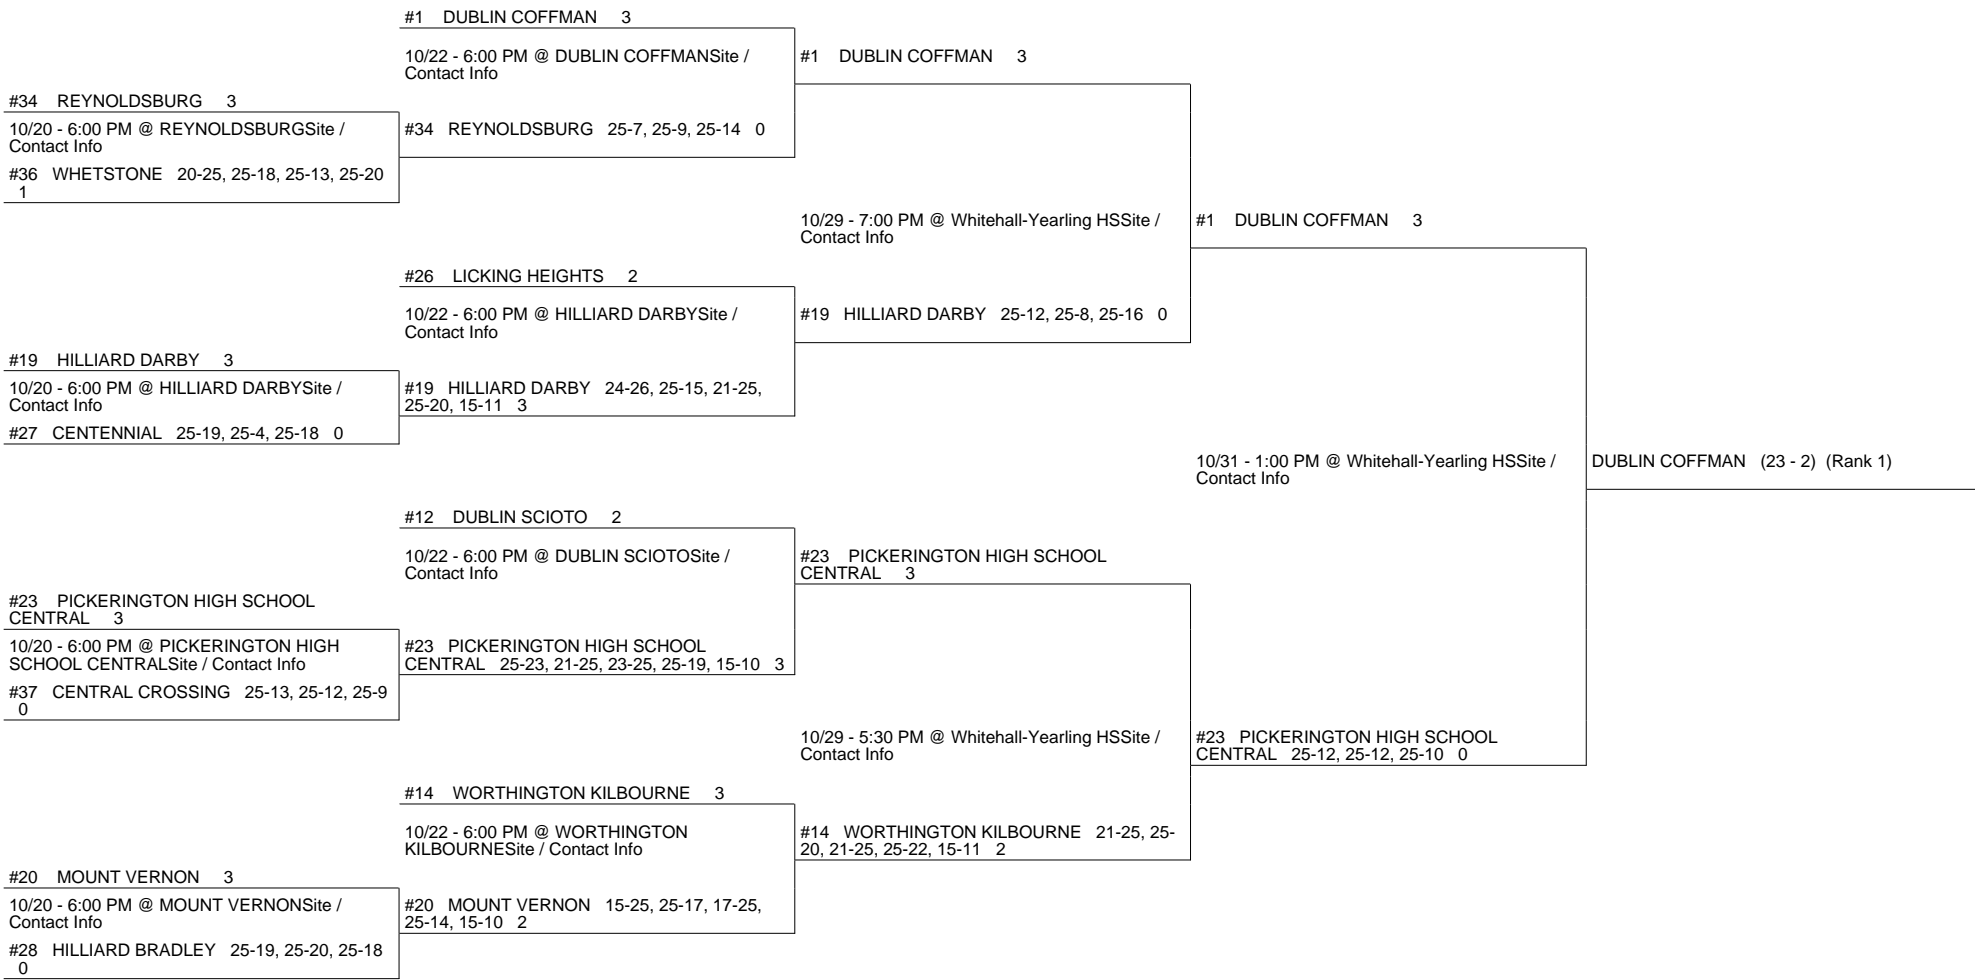 #1 DUBLIN COFFMAN 3
10/22 - 6:00 PM @ DUBLIN COFFMANSite /
Contact Info
#34 REYNOLDSBURG 25-7, 25-9, 25-14 0
#34 REYNOLDSBURG 3
10/20 - 6:00 PM @ REYNOLDSBURGSite /
Contact Info
#36 WHETSTONE 20-25, 25-18, 25-13, 25-20
1
#1 DUBLIN COFFMAN 3
10/29 - 7:00 PM @ Whitehall-Yearling HSSite /
Contact Info
#19 HILLIARD DARBY 25-12, 25-8, 25-16 0
#26 LICKING HEIGHTS 2
10/22 - 6:00 PM @ HILLIARD DARBYSite /
Contact Info
#19 HILLIARD DARBY 24-26, 25-15, 21-25,
25-20, 15-11 3
#19 HILLIARD DARBY 3
10/20 - 6:00 PM @ HILLIARD DARBYSite /
Contact Info
#27 CENTENNIAL 25-19, 25-4, 25-18 0
#1 DUBLIN COFFMAN 3
10/31 - 1:00 PM @ Whitehall-Yearling HSSite /
Contact Info
DUBLIN COFFMAN (23 - 2) (Rank 1)
#23 PICKERINGTON HIGH SCHOOL
CENTRAL 25-12, 25-12, 25-10 0
#12 DUBLIN SCIOTO 2
10/22 - 6:00 PM @ DUBLIN SCIOTOSite /
Contact Info
#23 PICKERINGTON HIGH SCHOOL
CENTRAL 25-23, 21-25, 23-25, 25-19, 15-10 3
#23 PICKERINGTON HIGH SCHOOL
CENTRAL 3
10/20 - 6:00 PM @ PICKERINGTON HIGH
SCHOOL CENTRALSite / Contact Info
#37 CENTRAL CROSSING 25-13, 25-12, 25-9
0
#23 PICKERINGTON HIGH SCHOOL
CENTRAL 3
10/29 - 5:30 PM @ Whitehall-Yearling HSSite /
Contact Info
#14 WORTHINGTON KILBOURNE 21-25, 25-
20, 21-25, 25-22, 15-11 2
#14 WORTHINGTON KILBOURNE 3
10/22 - 6:00 PM @ WORTHINGTON
KILBOURNESite / Contact Info
#20 MOUNT VERNON 15-25, 25-17, 17-25,
25-14, 15-10 2
#20 MOUNT VERNON 3
10/20 - 6:00 PM @ MOUNT VERNONSite /
Contact Info
#28 HILLIARD BRADLEY 25-19, 25-20, 25-18
0